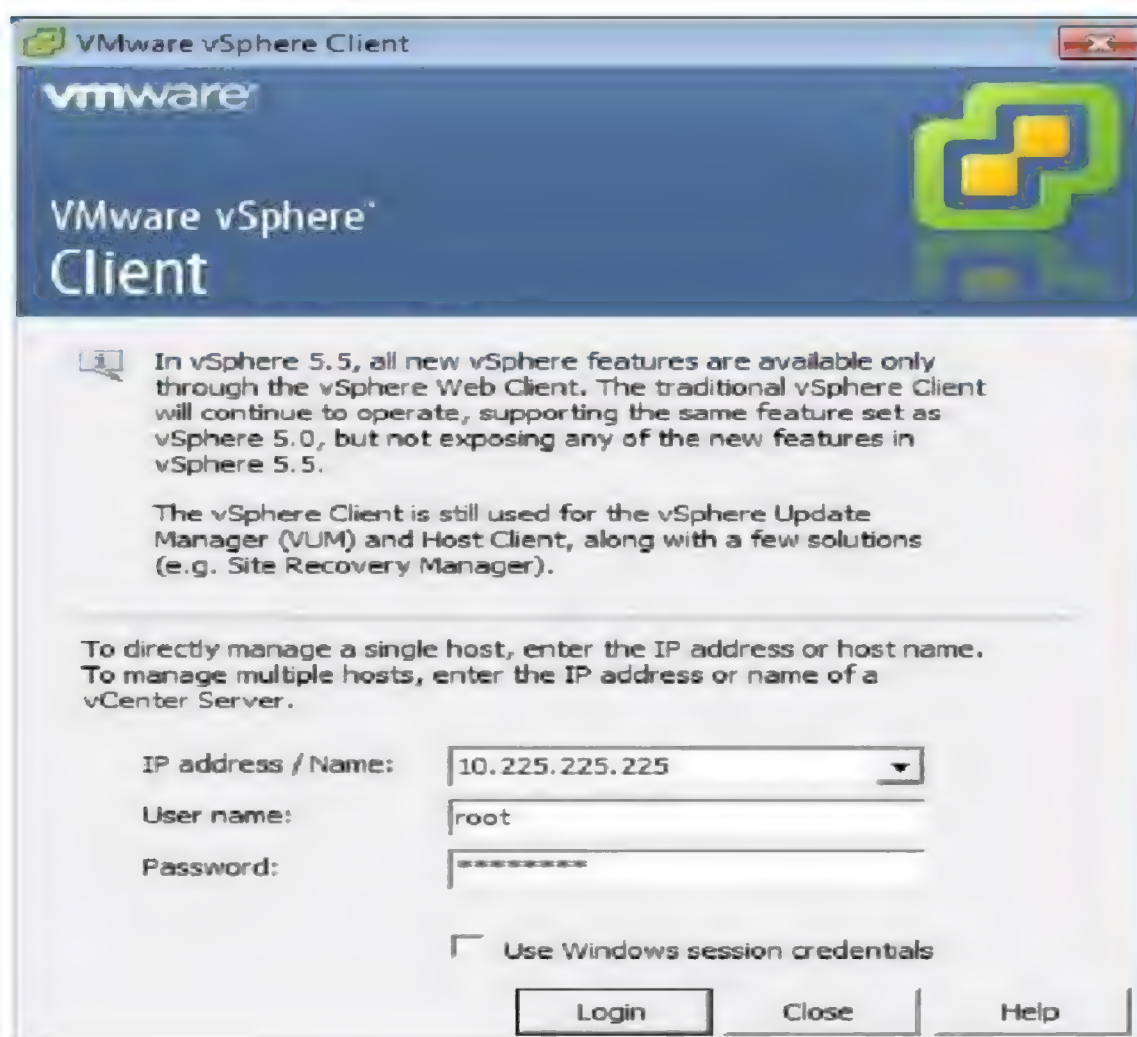 VMware vSphere Client
vmware
VMware vSphere
Client
In vSphere 5.5, all new vSphere features are available only
through the vSphere Web Client. The traditional vSphere Client
will continue to operate, supporting the same feature set as
vSphere 5.0, but not exposing any of the new features in
vSphere 5.5.
The vSphere Client is still used for the vSphere Update
Manager (VUM) and Host Client, along with a few solutions
(e.g. Site Recovery Manager).
To directly manage a single host, enter the IP address or host name.
To manage multiple hosts, enter the IP address or name of a
vCenter Server.
IP address / Name: 10.225.225.225
User name: root
Password: ********
Use Windows session credentials
Login Close Help